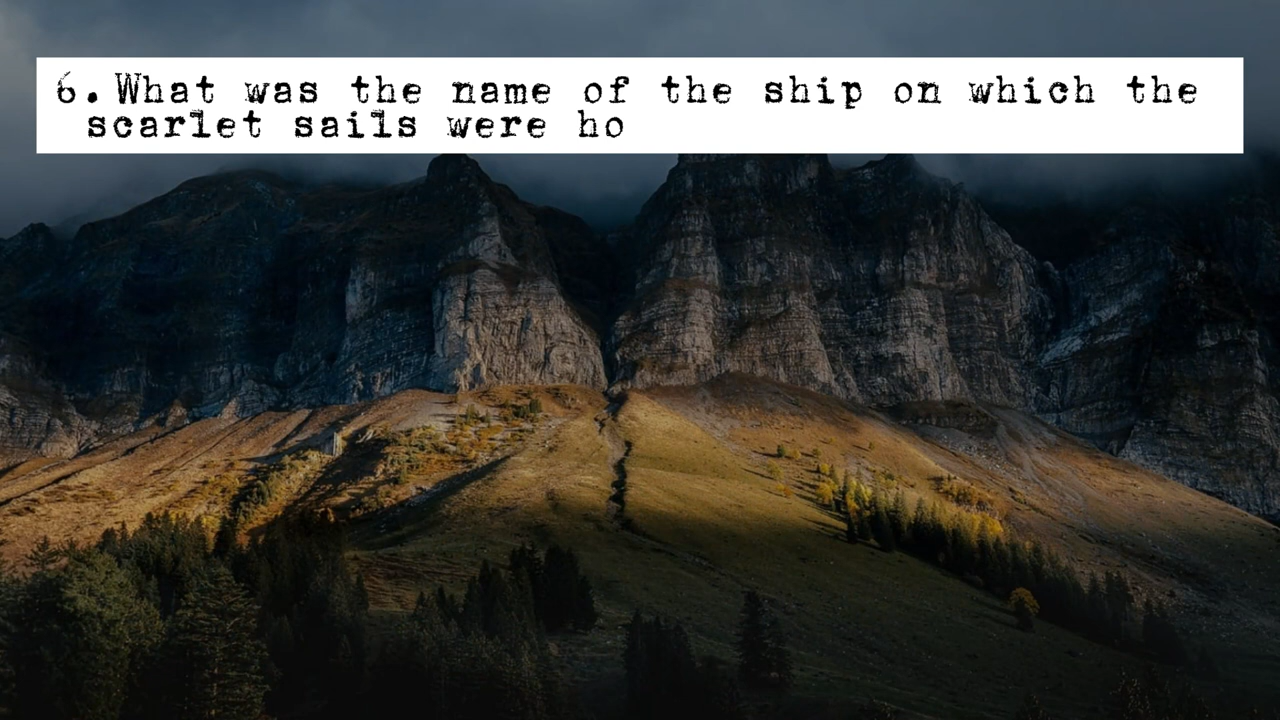 6. What was the name of the ship on which the
scarlet sails were ho